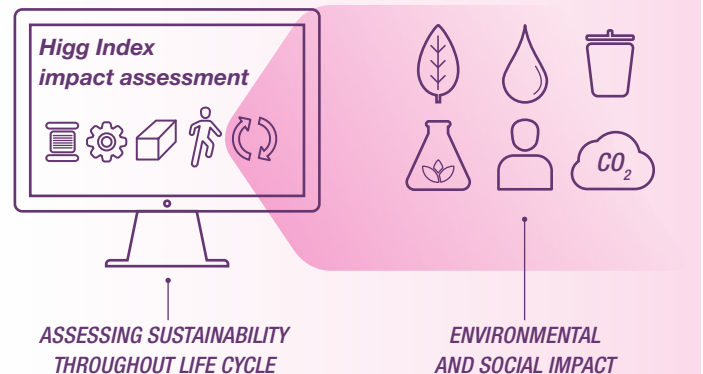 Higg Index
impact assessment
CO2
ASSESSING SUSTAINABILITY
THROUGHOUT LIFE CYCLE
ENVIRONMENTAL
AND SOCIAL IMPACT